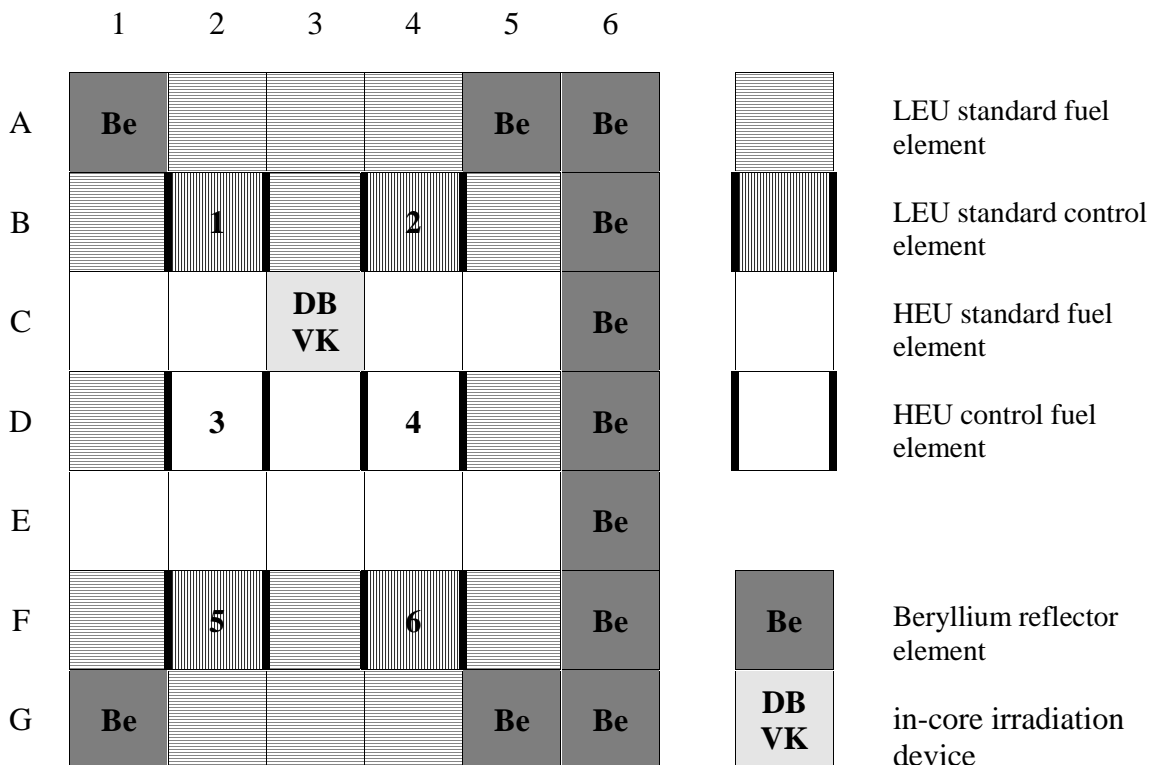 1 2 3 4 5 6
A Be Be Be LEU standard fuel
element
B 1 2 Be LEU standard control
element
C DB
VK Be HEU standard fuel
element
D 3 4 Be HEU control fuel
element
E Be
F 5 6 Be Be Beryllium reflector
element
G Be Be Be DB
VK in-core irradiation
device